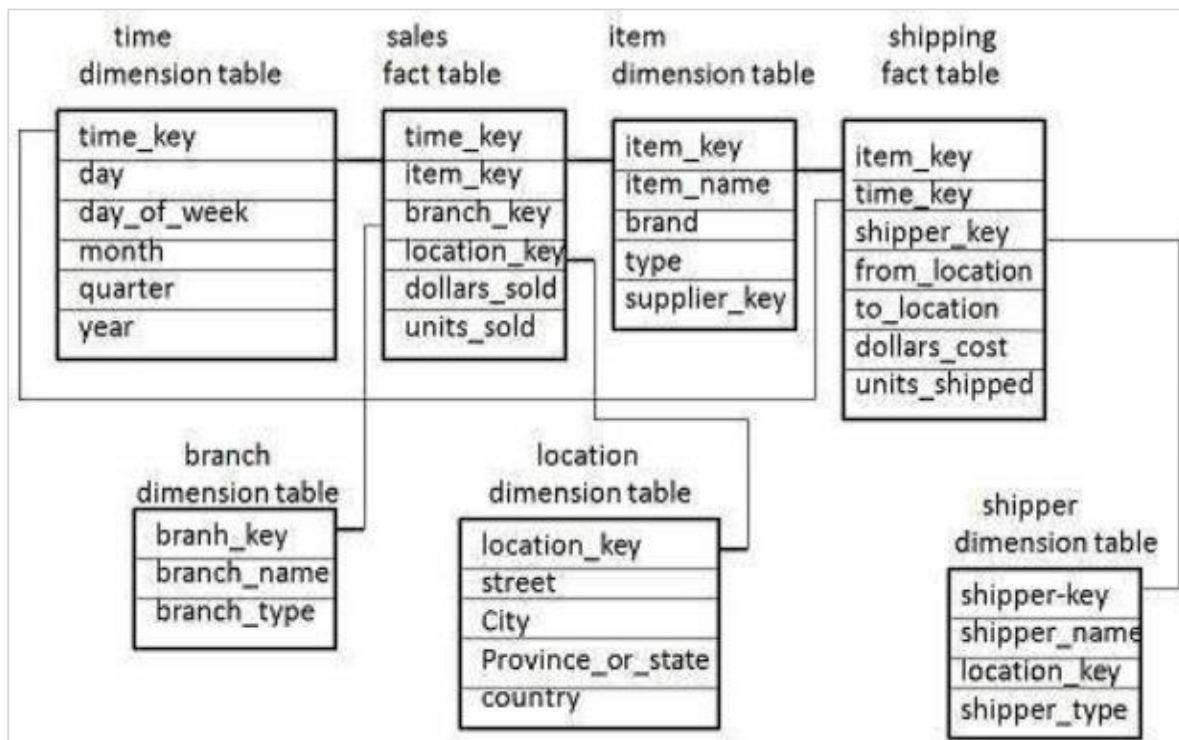 time
dimension table
time_key
day
day_of_week
month
quarter
year
sales
fact table
time_key
item_key
branch_key
location_key
dollars_sold
units_sold
item
dimension table
item_key
item_name
brand
type
supplier_key
shipping
fact table
item_key
time_key
shipper_key
from_location
to_location
dollars_cost
units_shipped
branch
dimension table
branh_key
branch_name
branch_type
location
dimension table
location_key
street
City
Province_or_state
country
shipper
dimension table
shipper-key
shipper_name
location_key
shipper_type